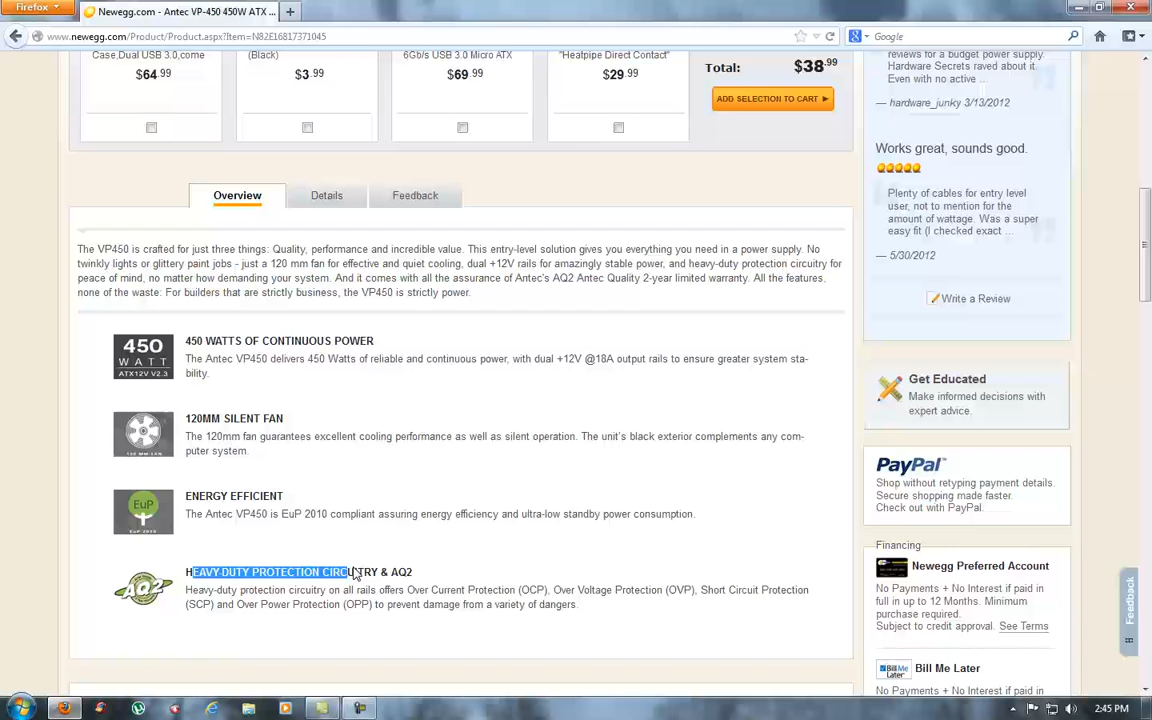 Firefox
Newegg.com - Antec VP-450 450W ATX ...
www.newegg.com/Product/Product.aspx?Item=N82E16817371045
Google
Case,Dual USB 3.0,come
$64.99
(Black)
$3.99
6Gb/s USB 3.0 Micro ATX
$69.99
"Heatpipe Direct Contact"
$29.99
Total: $38.99
ADD SELECTION TO CART
reviews for a budget power supply.
Hardware Secrets raved about it.
Even with no active ...
— hardware_junky 3/13/2012
Works great, sounds good.
Plenty of cables for entry level
user, not to mention for the
amount of wattage. Was a super
easy fit (I checked exact ...
— 5/30/2012
Write a Review
Overview
Details
Feedback
The VP450 is crafted for just three things: Quality, performance and incredible value. This entry-level solution gives you everything you need in a power supply. No
twinkly lights or glittery paint jobs - just a 120 mm fan for effective and quiet cooling, dual +12V rails for amazingly stable power, and heavy-duty protection circuitry for
peace of mind, no matter how demanding your system. And it comes with all the assurance of Antec's AQ2 Antec Quality 2-year limited warranty. All the features,
none of the waste: For builders that are strictly business, the VP450 is strictly power.
450
WATT
ATX12V V2.3
450 WATTS OF CONTINUOUS POWER
The Antec VP450 delivers 450 Watts of reliable and continuous power, with dual +12V @18A output rails to ensure greater system sta-
bility.
120 MM FAN
120MM SILENT FAN
The 120mm fan guarantees excellent cooling performance as well as silent operation. The unit's black exterior complements any com-
puter system.
EuP
EuP 2010
ENERGY EFFICIENT
The Antec VP450 is EuP 2010 compliant assuring energy efficiency and ultra-low standby power consumption.
AQ2
HEAVY-DUTY PROTECTION CIRCUITRY & AQ2
Heavy-duty protection circuitry on all rails offers Over Current Protection (OCP), Over Voltage Protection (OVP), Short Circuit Protection
(SCP) and Over Power Protection (OPP) to prevent damage from a variety of dangers.
Get Educated
Make informed decisions with
expert advice.
PayPal
Shop without retyping payment details.
Secure shopping made faster.
Check out with PayPal.
Financing
Newegg Preferred Account
No Payments + No Interest if paid in
full in up to 12 Months. Minimum
purchase required.
Subject to credit approval. See Terms
Bill Me Later
Bill Me Later
No Payments + No Interest if paid in
Feedback
2:45 PM